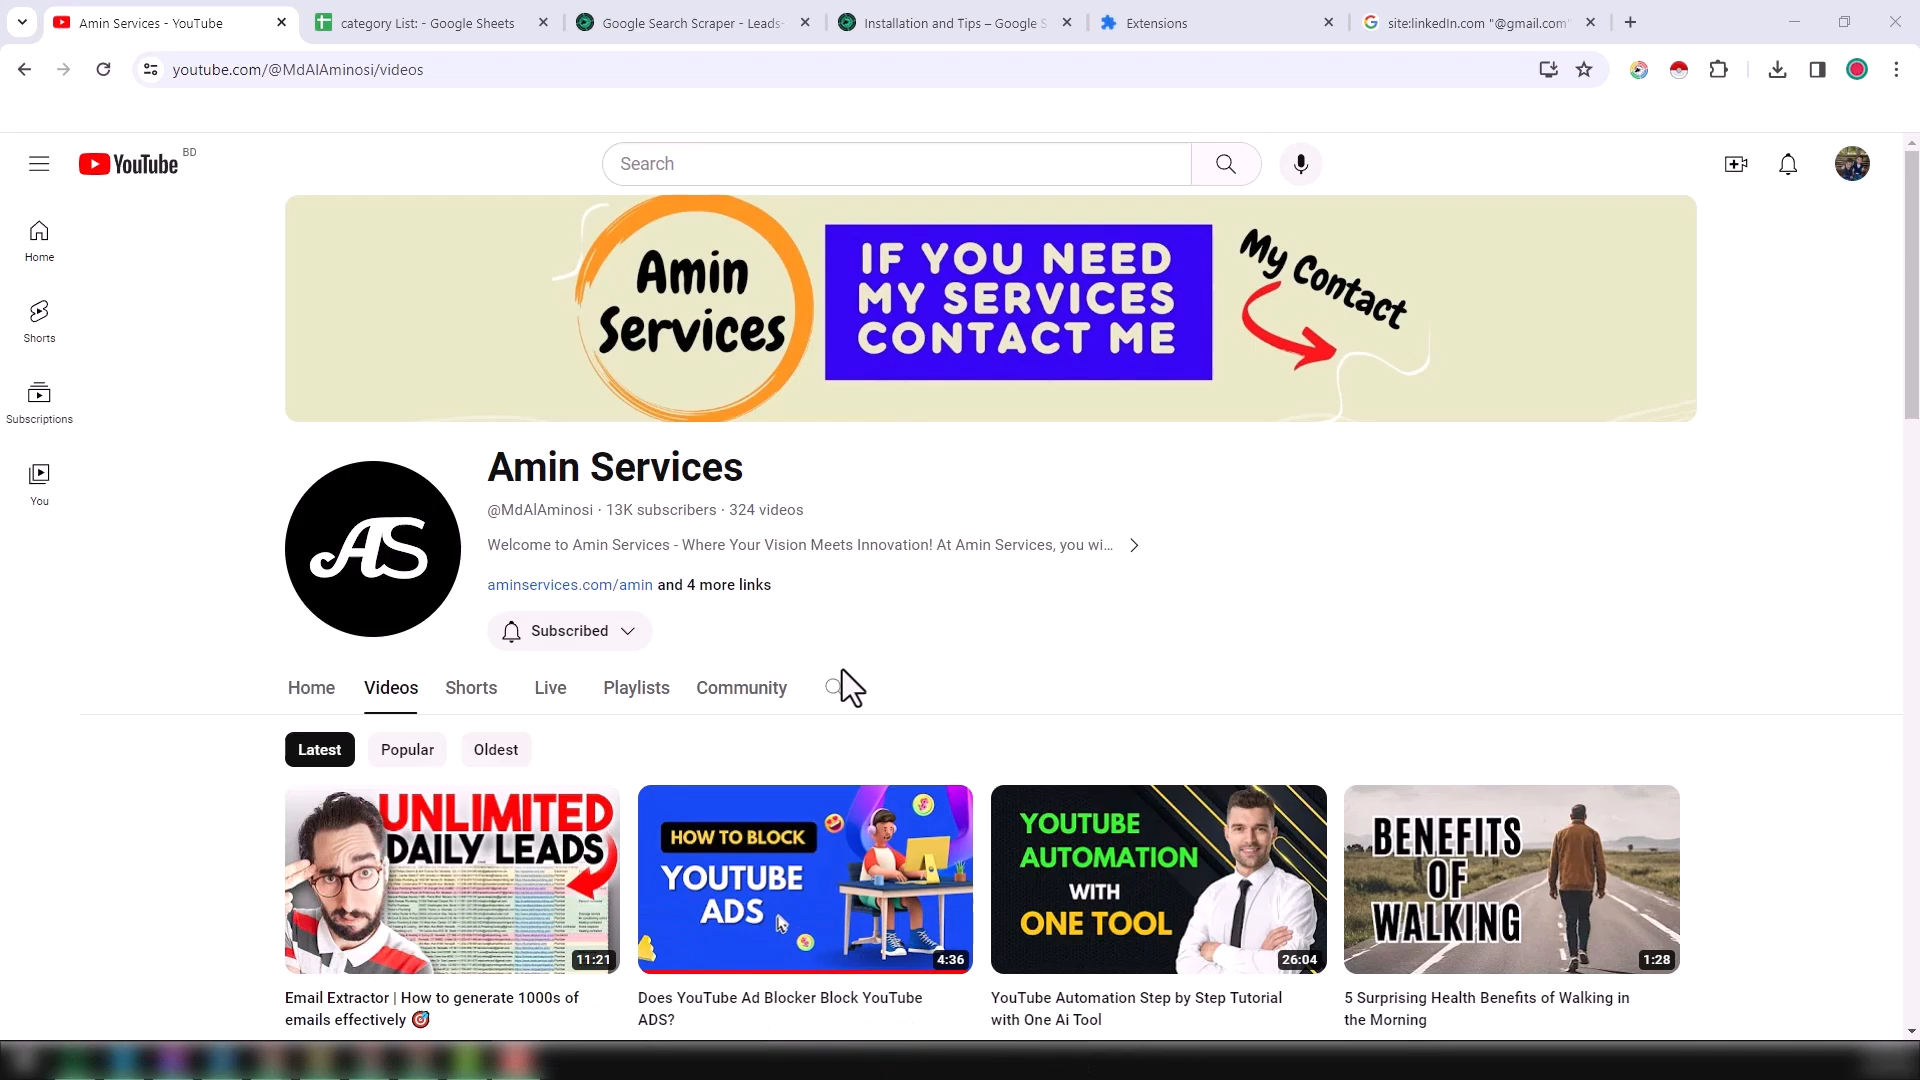 Amin Services - YouTube
category List: - Google Sheets
Google Search Scraper - Leads-
Installation and Tips – Google S
Extensions
site:linkedIn.com "@gmail.com"
youtube.com/@MdAlAminosi/videos
YouTube BD
Search
Home
Shorts
Subscriptions
You
Amin
Services
IF YOU NEED
MY SERVICES
CONTACT ME
My Contact
AS
Amin Services
@MdAlAminosi · 13K subscribers · 324 videos
Welcome to Amin Services - Where Your Vision Meets Innovation! At Amin Services, you wi...
aminservices.com/amin and 4 more links
Subscribed
Home Videos Shorts Live Playlists Community
Latest Popular Oldest
UNLIMITED
DAILY LEADS
11:21
HOW TO BLOCK
YOUTUBE
ADS
4:36
YOUTUBE
AUTOMATION
WITH
ONE TOOL
26:04
BENEFITS
OF
WALKING
1:28
Email Extractor | How to generate 1000s of
emails effectively 🎯
Does YouTube Ad Blocker Block YouTube
ADS?
YouTube Automation Step by Step Tutorial
with One Ai Tool
5 Surprising Health Benefits of Walking in
the Morning